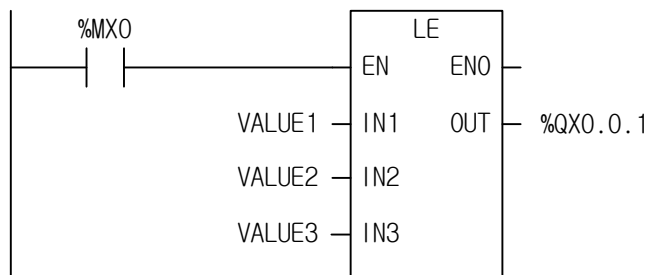 %MX0
LE
EN ENO
VALUE1 IN1 OUT %QX0.0.1
VALUE2 IN2
VALUE3 IN3